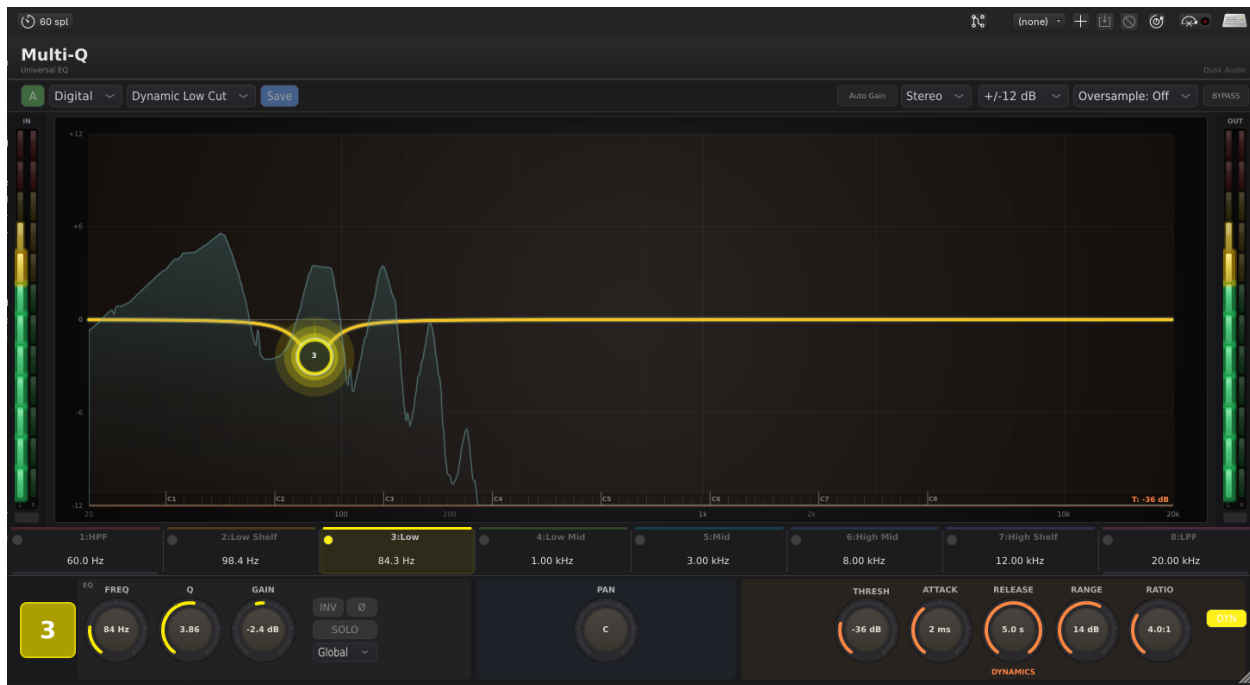 60 spl
(none)
Multi-Q
Universal EQ
Dusk Audio
A Digital Dynamic Low Cut Save Auto Gain Stereo +/-12 dB Oversample: Off BYPASS
IN OUT
+12
+6
0
3
-6
C1 C2 C3 C4 C5 C6 C7 C8 T: -36 dB
-12
20 100 200 1k 2k 10k 20k
L R L R
1:HPF 2:Low Shelf 3:Low 4:Low Mid 5:Mid 6:High Mid 7:High Shelf 8:LPF
60.0 Hz 98.4 Hz 84.3 Hz 1.00 kHz 3.00 kHz 8.00 kHz 12.00 kHz 20.00 kHz
EQ
FREQ Q GAIN PAN THRESH ATTACK RELEASE RANGE RATIO
INV Ø
DYN
3 84 Hz 3.86 -2.4 dB SOLO C -36 dB 2 ms 5.0 s 14 dB 4.0:1
Global
DYNAMICS